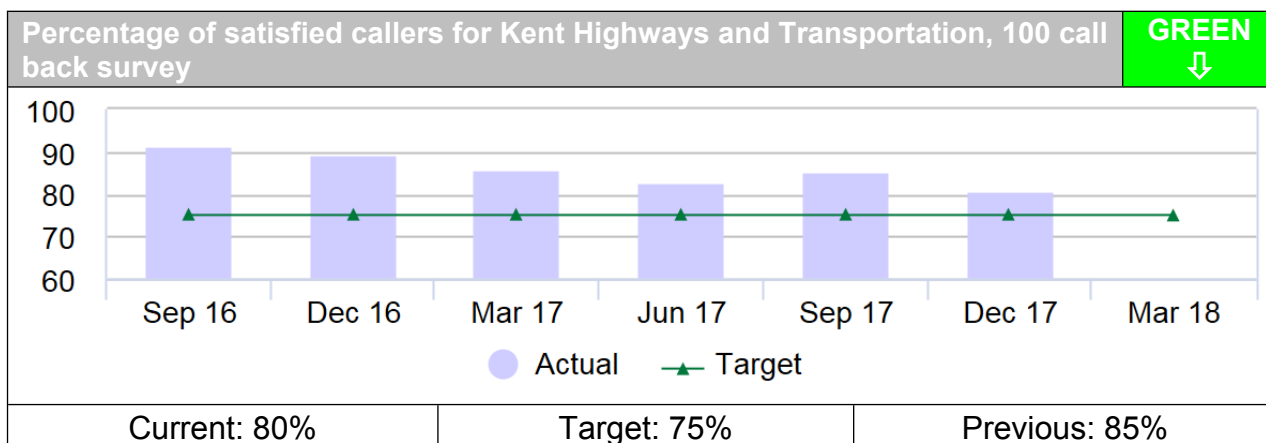 Percentage of satisfied callers for Kent Highways and Transportation, 100 call
back survey
GREEN
⇩
100
90
80
70
60
Sep 16 Dec 16 Mar 17 Jun 17 Sep 17 Dec 17 Mar 18
Actual Target
Current: 80% Target: 75% Previous: 85%